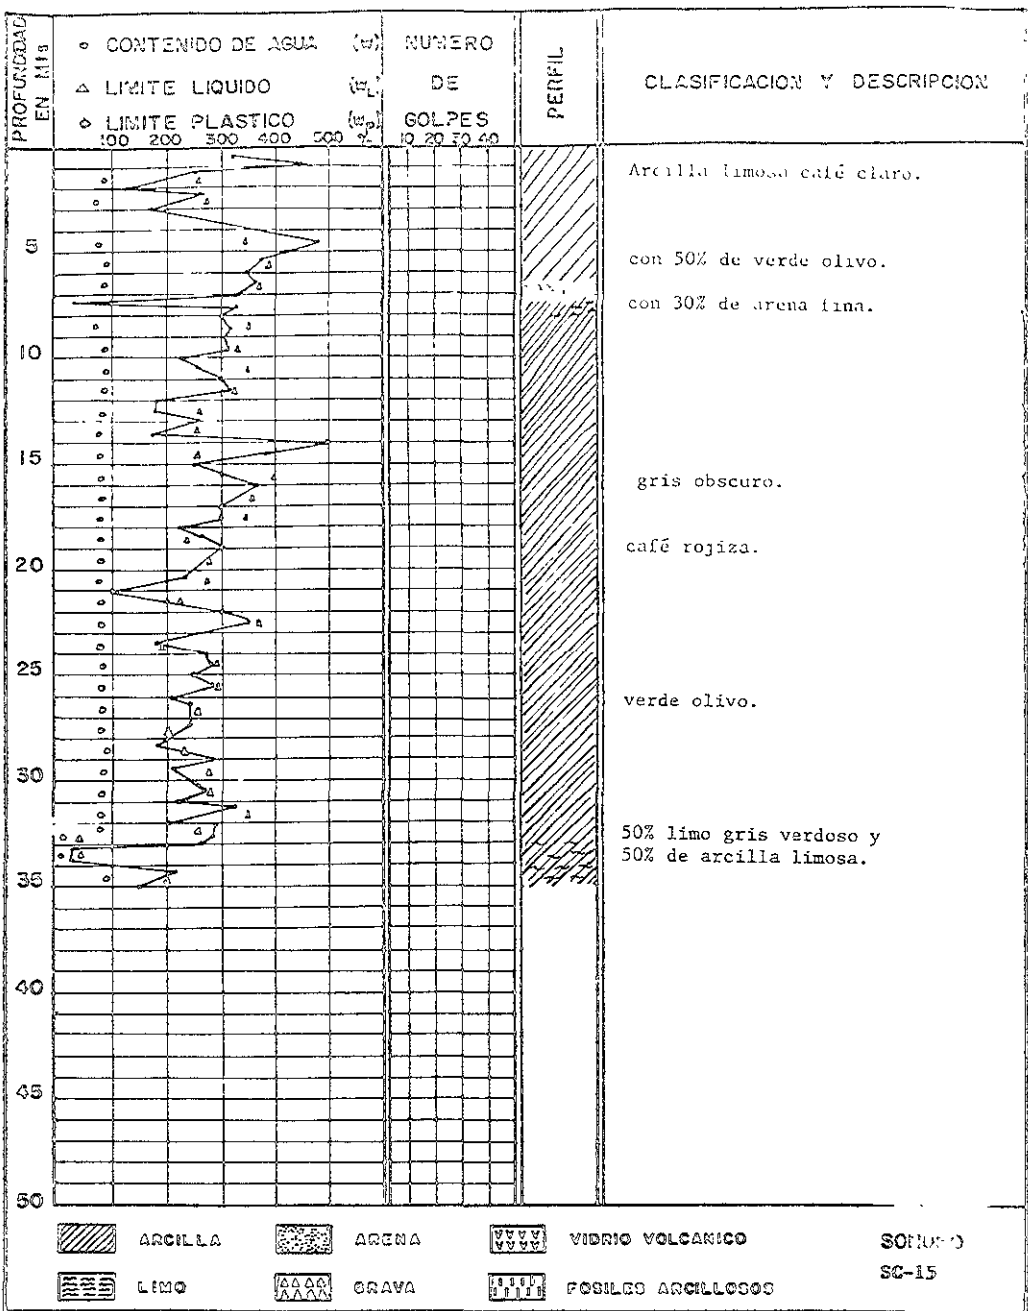 PROFUNDIDAD
EN Mts
○ CONTENIDO DE AGUA (w)
△ LIMITE LIQUIDO (wL)
◇ LIMITE PLASTICO (wp)
100 200 300 400 500 %
NUMERO
DE
GOLPES
10 20 30 40
PERFIL
CLASIFICACION Y DESCRIPCION
Arcilla limosa café claro.
5
con 50% de verde olivo.
con 30% de arena fina.
10
15
gris obscuro.
café rojiza.
20
25
verde olivo.
30
50% limo gris verdoso y
50% de arcilla limosa.
35
40
45
50
ARCILLA
ARENA
VIDRIO VOLCANICO
LIMO
GRAVA
FOSILES ARCILLOSOS
SONDEO
SC-15